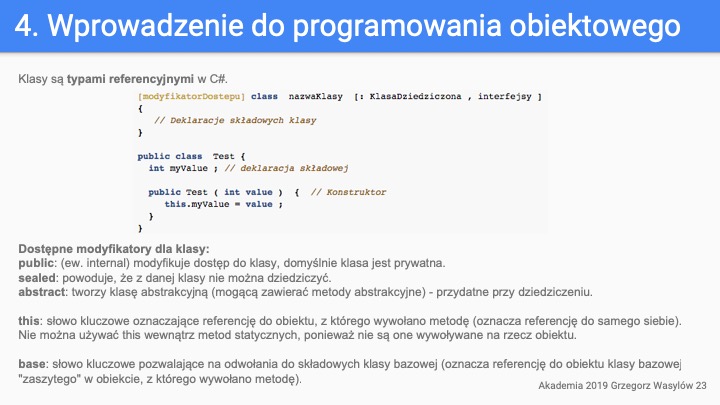 4. Wprowadzenie do programowania obiektowego
Klasy są typami referencyjnymi w C#.
[modyfikatorDostepu] class nazwaKlasy [: KlasaDziedziczona , interfejsy ]
{
// Deklaracje składowych klasy
}
public class Test {
int myValue ; // deklaracja składowej
public Test ( int value ) { // Konstruktor
this.myValue = value ;
}
}
Dostępne modyfikatory dla klasy:
public: (ew. internal) modyfikuje dostęp do klasy, domyślnie klasa jest prywatna.
sealed: powoduje, że z danej klasy nie można dziedziczyć.
abstract: tworzy klasę abstrakcyjną (mogącą zawierać metody abstrakcyjne) - przydatne przy dziedziczeniu.
this: słowo kluczowe oznaczające referencję do obiektu, z którego wywołano metodę (oznacza referencję do samego siebie).
Nie można używać this wewnątrz metod statycznych, ponieważ nie są one wywoływane na rzecz obiektu.
base: słowo kluczowe pozwalające na odwołania do składowych klasy bazowej (oznacza referencję do obiektu klasy bazowej
"zaszytego" w obiekcie, z którego wywołano metodę).
Akademia 2019 Grzegorz Wasylów 23